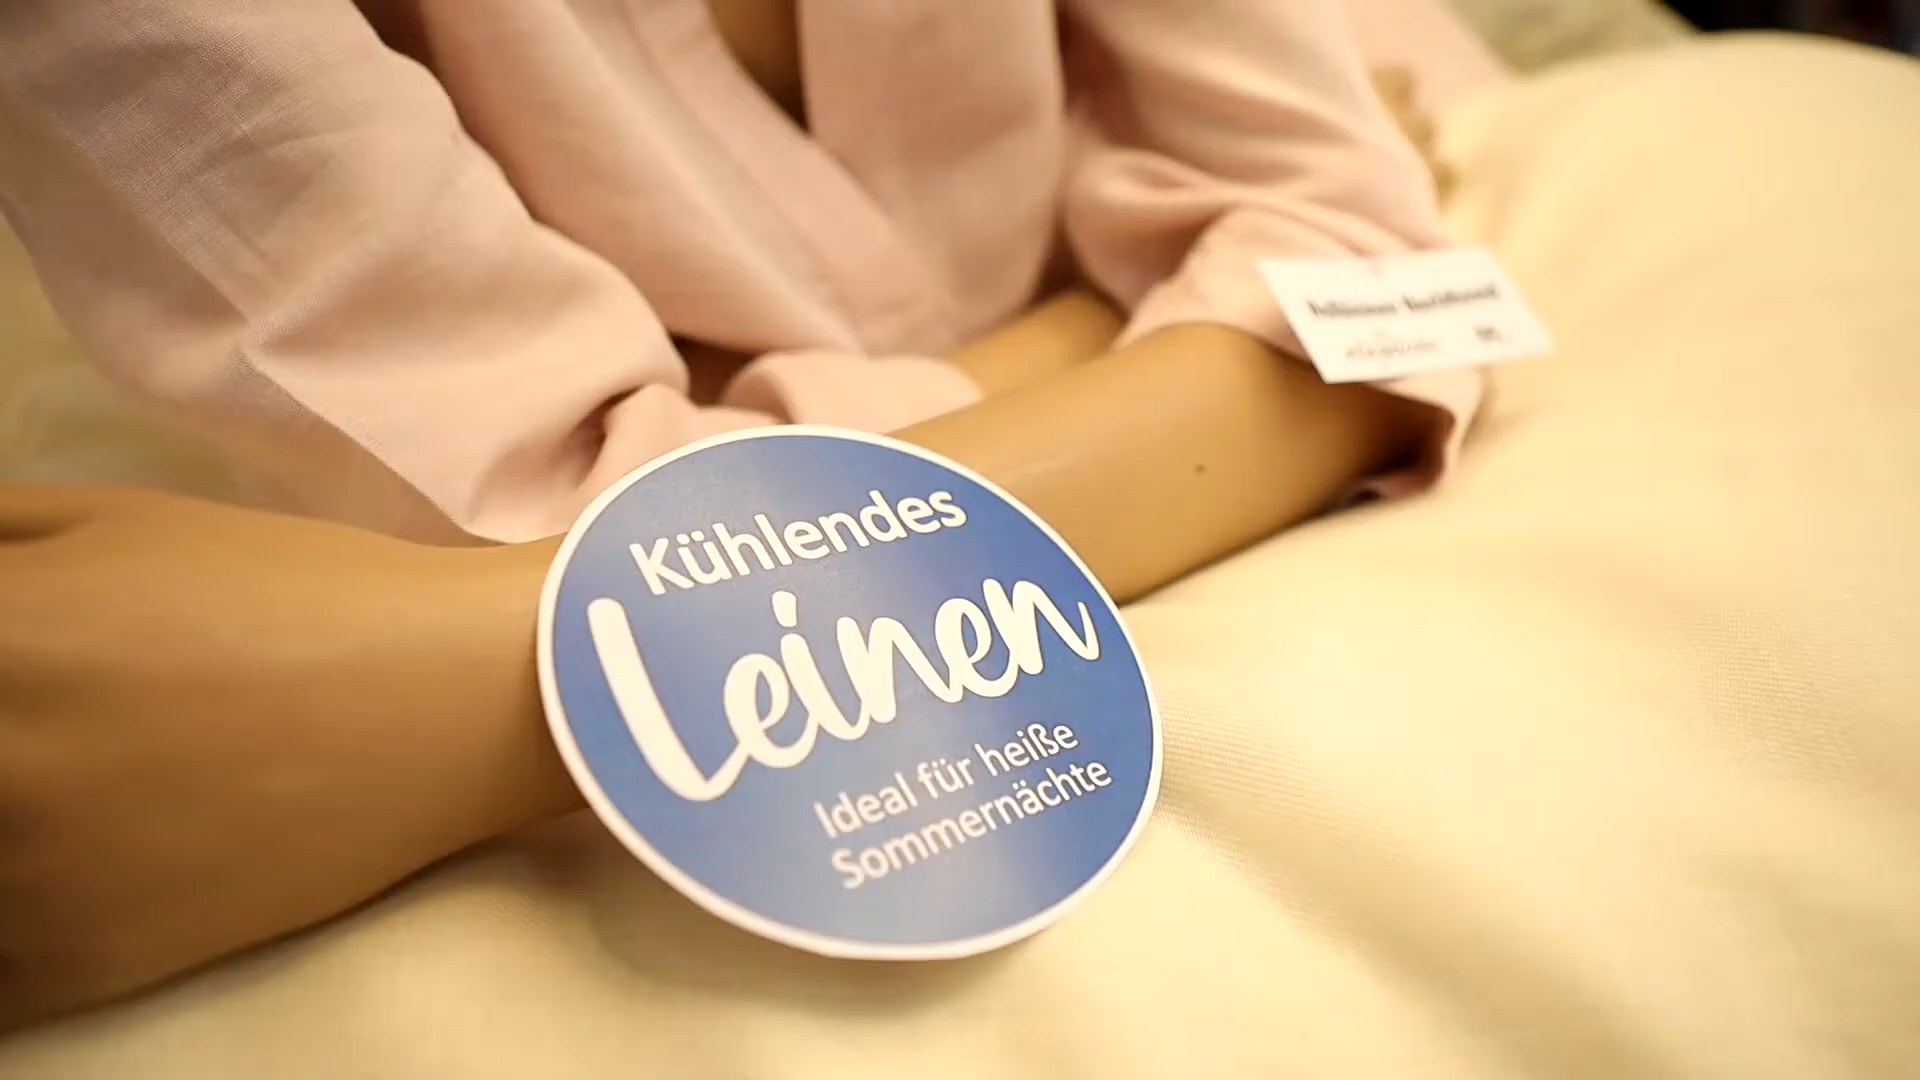 Kühlendes
Leinen
Ideal für heiße
Sommernächte